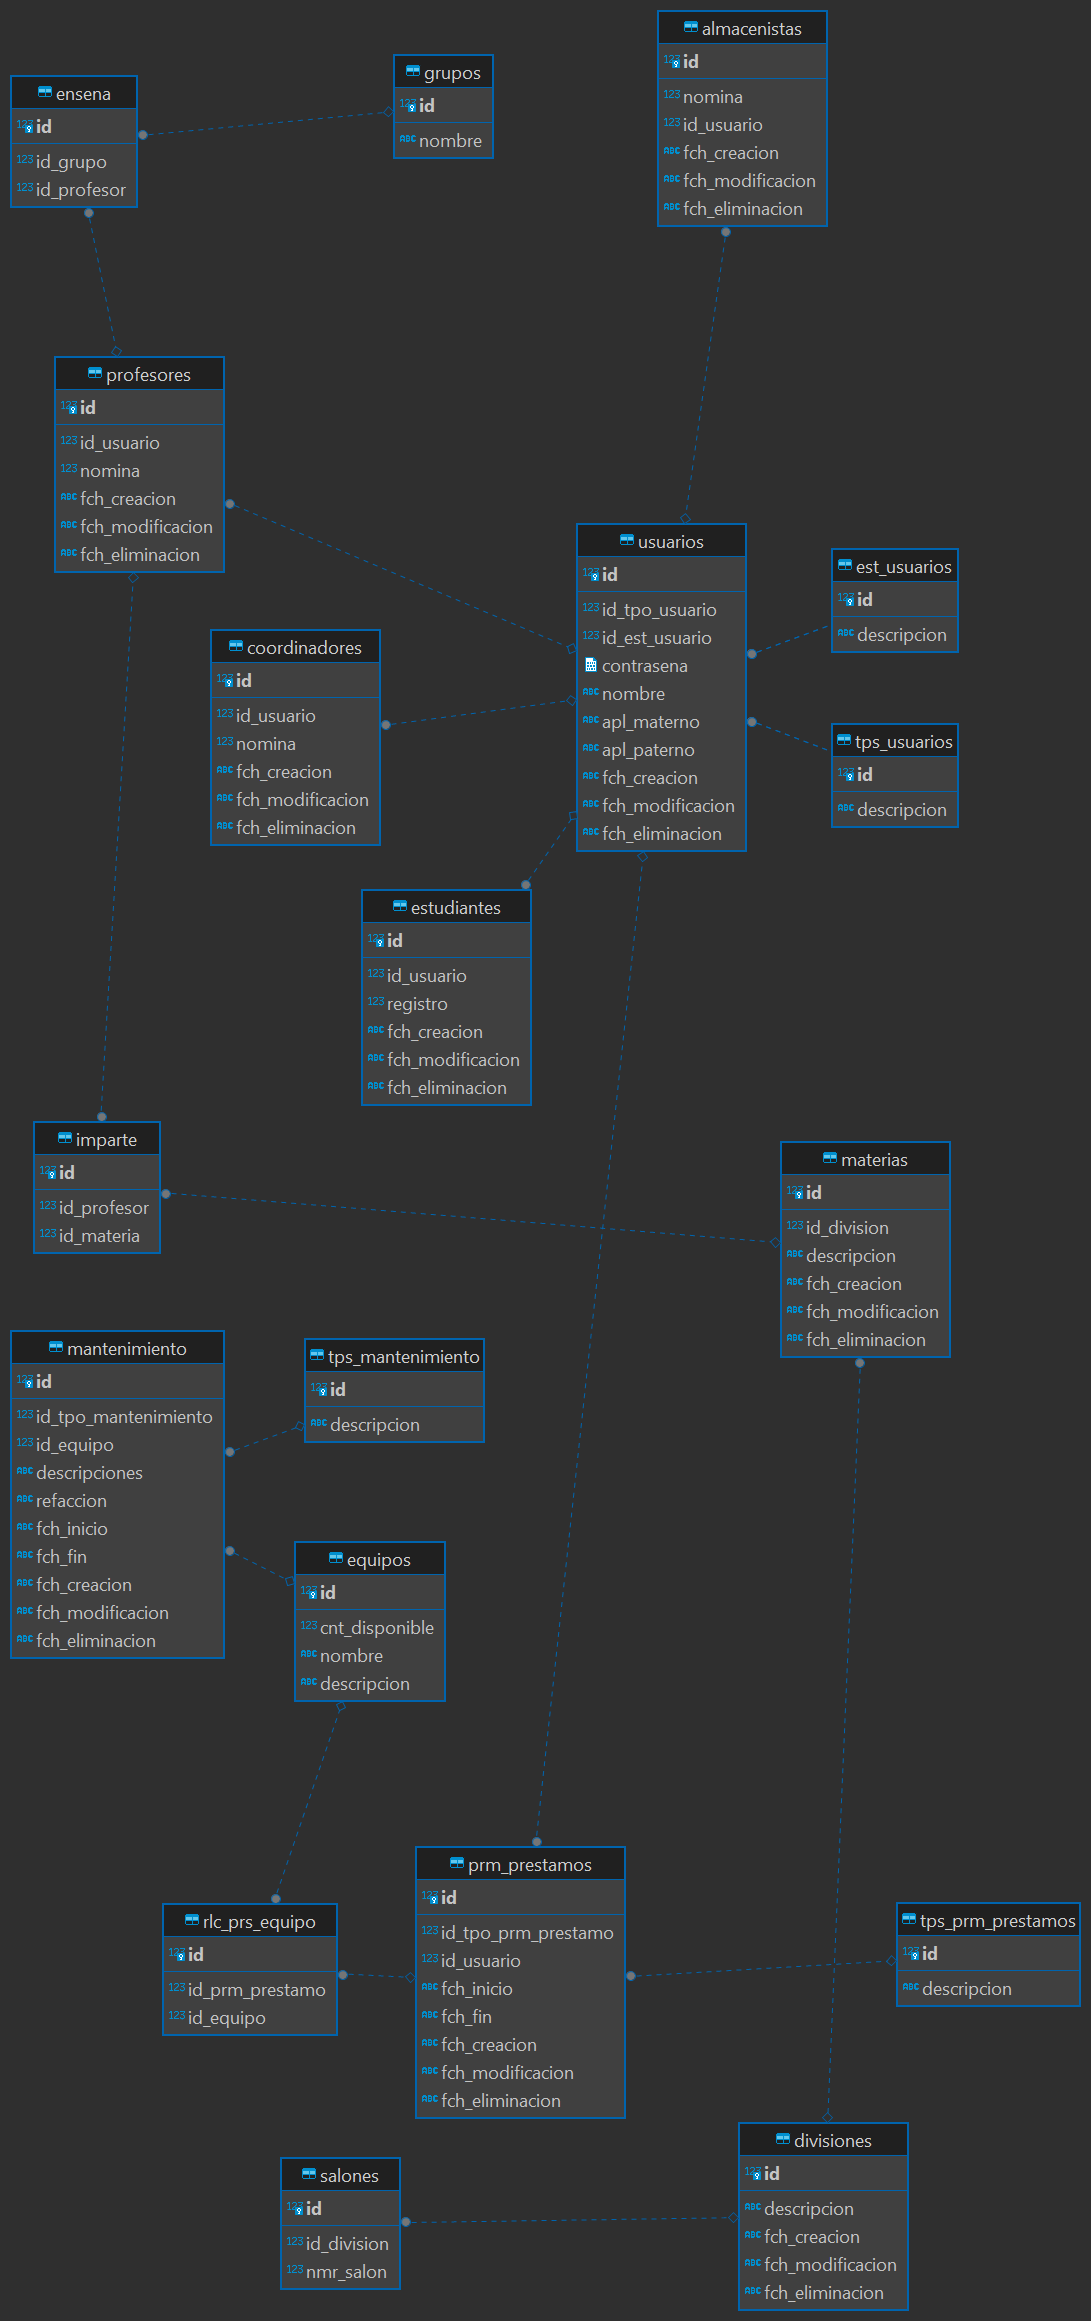 almacenistas
id
nomina
id_usuario
fch_creacion
fch_modificacion
fch_eliminacion
grupos
id
nombre
ensena
id
id_grupo
id_profesor
profesores
id
id_usuario
nomina
fch_creacion
fch_modificacion
fch_eliminacion
usuarios
id
id_tpo_usuario
id_est_usuario
contrasena
nombre
apl_materno
apl_paterno
fch_creacion
fch_modificacion
fch_eliminacion
est_usuarios
id
descripcion
coordinadores
id
id_usuario
nomina
fch_creacion
fch_modificacion
fch_eliminacion
tps_usuarios
id
descripcion
estudiantes
id
id_usuario
registro
fch_creacion
fch_modificacion
fch_eliminacion
imparte
id
id_profesor
id_materia
materias
id
id_division
descripcion
fch_creacion
fch_modificacion
fch_eliminacion
mantenimiento
id
id_tpo_mantenimiento
id_equipo
descripciones
refaccion
fch_inicio
fch_fin
fch_creacion
fch_modificacion
fch_eliminacion
tps_mantenimiento
id
descripcion
equipos
id
cnt_disponible
nombre
descripcion
prm_prestamos
id
id_tpo_prm_prestamo
id_usuario
fch_inicio
fch_fin
fch_creacion
fch_modificacion
fch_eliminacion
rlc_prs_equipo
id
id_prm_prestamo
id_equipo
tps_prm_prestamos
id
descripcion
divisiones
id
descripcion
fch_creacion
fch_modificacion
fch_eliminacion
salones
id
id_division
nmr_salon